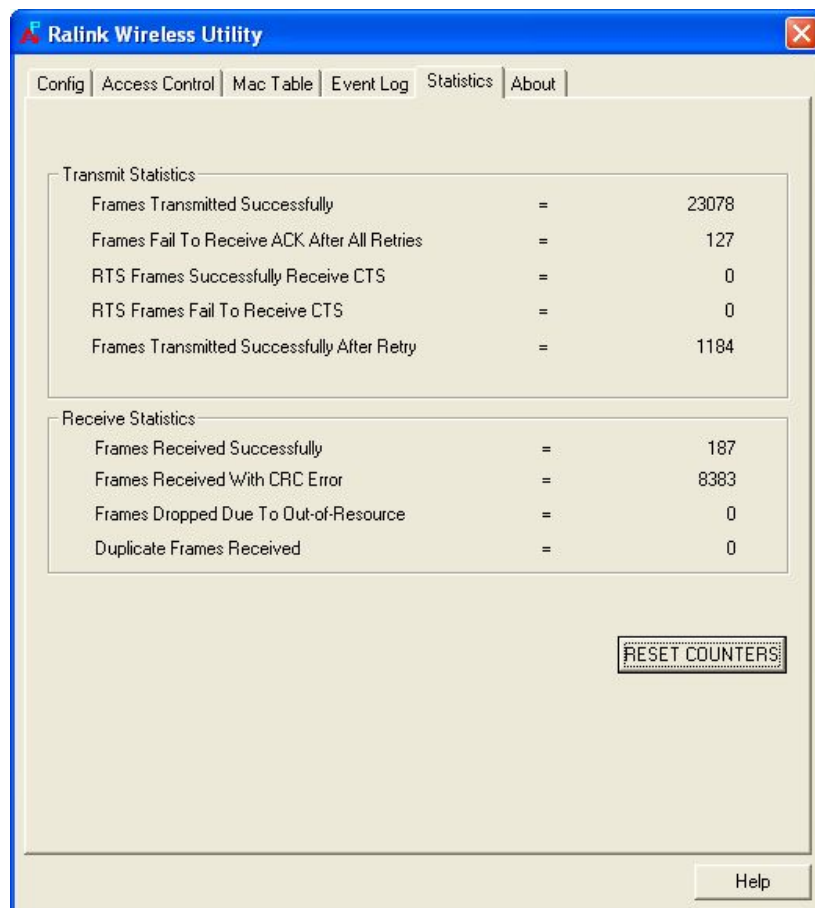 Ralink Wireless Utility
Config Access Control Mac Table Event Log Statistics About
Transmit Statistics
Frames Transmitted Successfully = 23078
Frames Fail To Receive ACK After All Retries = 127
RTS Frames Successfully Receive CTS = 0
RTS Frames Fail To Receive CTS = 0
Frames Transmitted Successfully After Retry = 1184
Receive Statistics
Frames Received Successfully = 187
Frames Received With CRC Error = 8383
Frames Dropped Due To Out-of-Resource = 0
Duplicate Frames Received = 0
RESET COUNTERS
Help